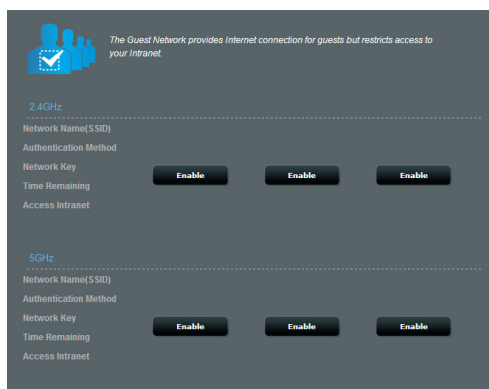 The Guest Network provides Internet connection for guests but restricts access to
your Intranet.
2.4GHz
Network Name(SSID)
Authentication Method
Network Key
Enable Enable Enable
Time Remaining
Access Intranet
5GHz
Network Name(SSID)
Authentication Method
Network Key
Enable Enable Enable
Time Remaining
Access Intranet